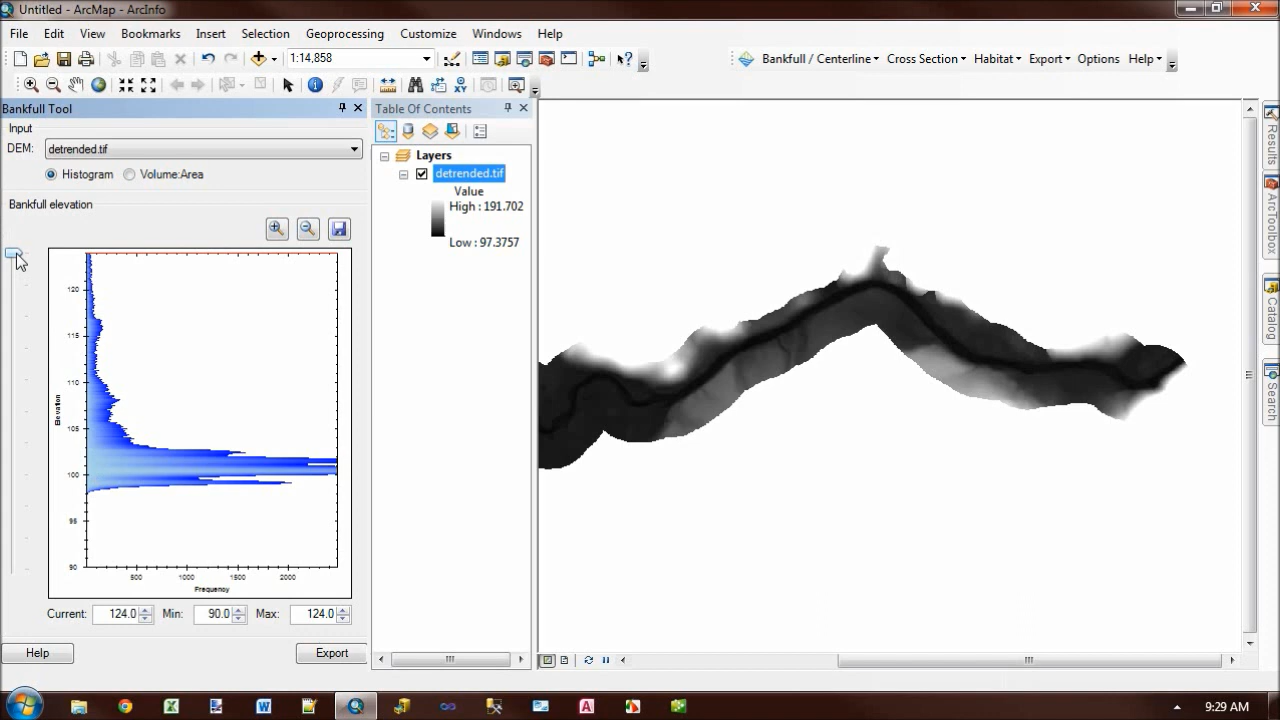 Untitled - ArcMap - ArcInfo
File Edit View Bookmarks Insert Selection Geoprocessing Customize Windows Help
1:14,858
Bankfull / Centerline Cross Section Habitat Export Options Help
Bankfull Tool
Input
DEM: detrended.tif
Histogram Volume:Area
Bankfull elevation
120
115
110
105
100
95
90
Elevation
500 1000 1500 2000
Frequency
Current: 124.0 Min: 90.0 Max: 124.0
Help Export
Table Of Contents
Layers
detrended.tif
Value
High : 191.702
Low : 97.3757
Results
ArcToolbox
Catalog
Search
9:29 AM